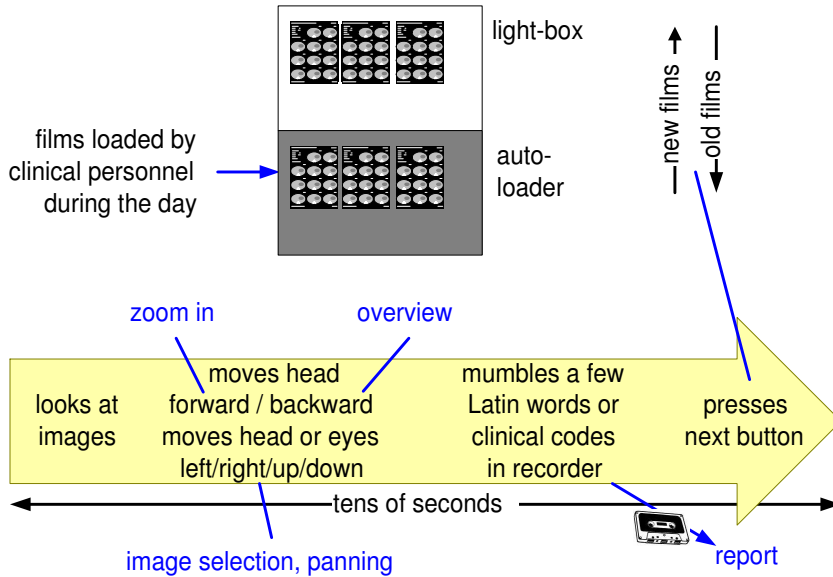 light-box
films loaded by
clinical personnel
during the day
auto-
loader
new films
old films
zoom in
overview
looks at
images
moves head
forward / backward
moves head or eyes
left/right/up/down
mumbles a few
Latin words or
clinical codes
in recorder
presses
next button
tens of seconds
image selection, panning
report